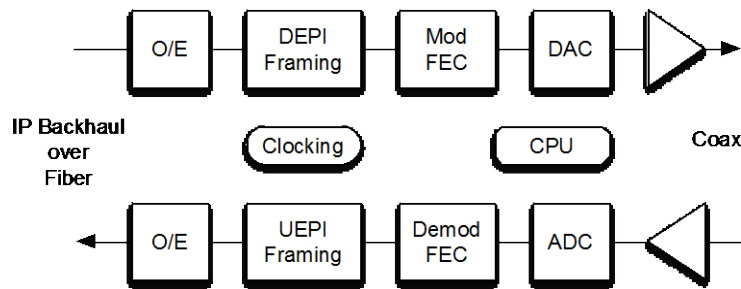 O/E
DEPI
Framing
Mod
FEC
DAC
IP Backhaul
over
Fiber
Clocking
CPU
Coax
O/E
UEPI
Framing
Demod
FEC
ADC